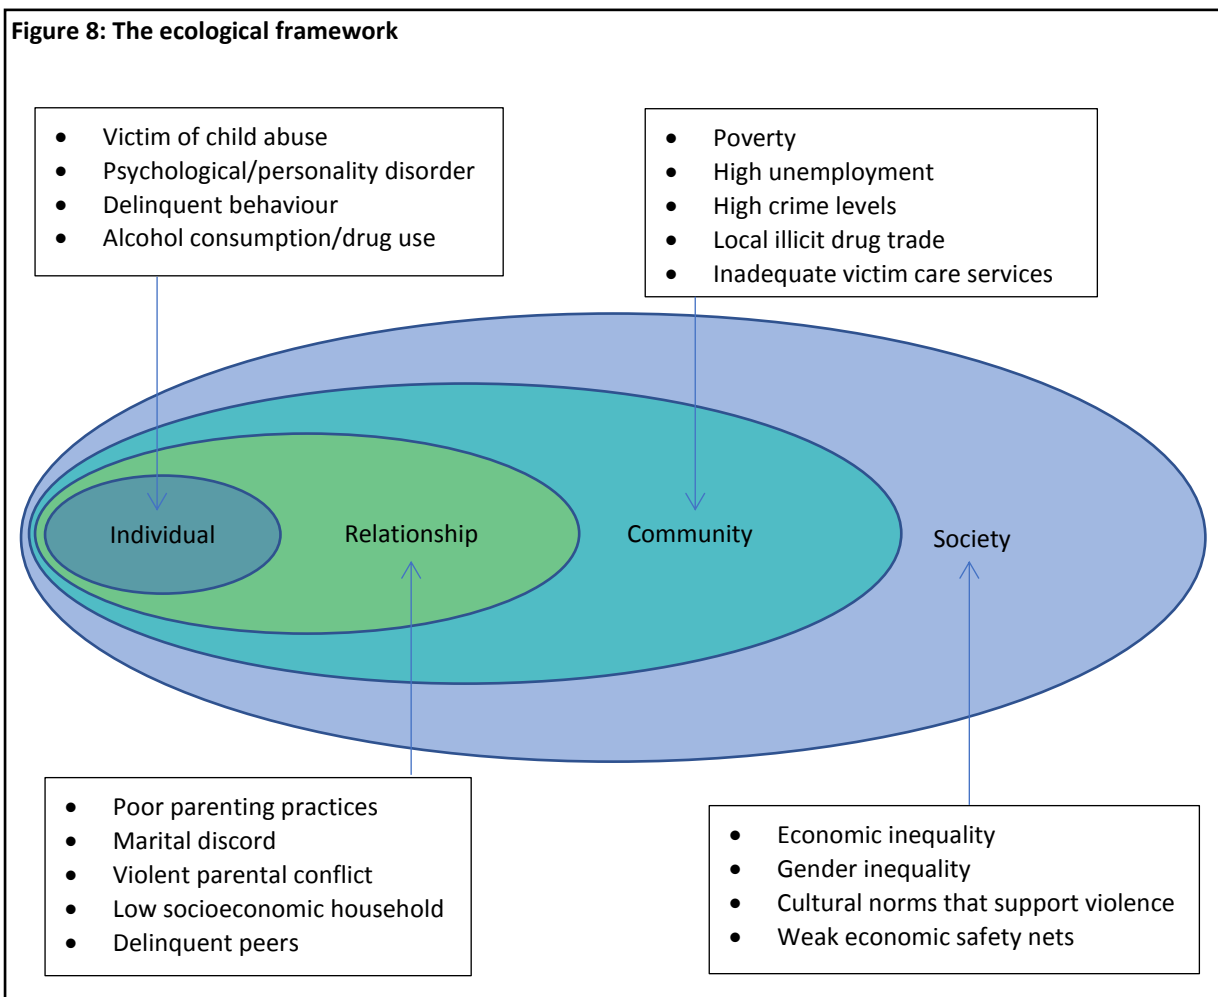 Figure 8: The ecological framework
• Victim of child abuse
• Psychological/personality disorder
• Delinquent behaviour
• Alcohol consumption/drug use
• Poverty
• High unemployment
• High crime levels
• Local illicit drug trade
• Inadequate victim care services
Individual
Relationship
Community
Society
• Poor parenting practices
• Marital discord
• Violent parental conflict
• Low socioeconomic household
• Delinquent peers
• Economic inequality
• Gender inequality
• Cultural norms that support violence
• Weak economic safety nets